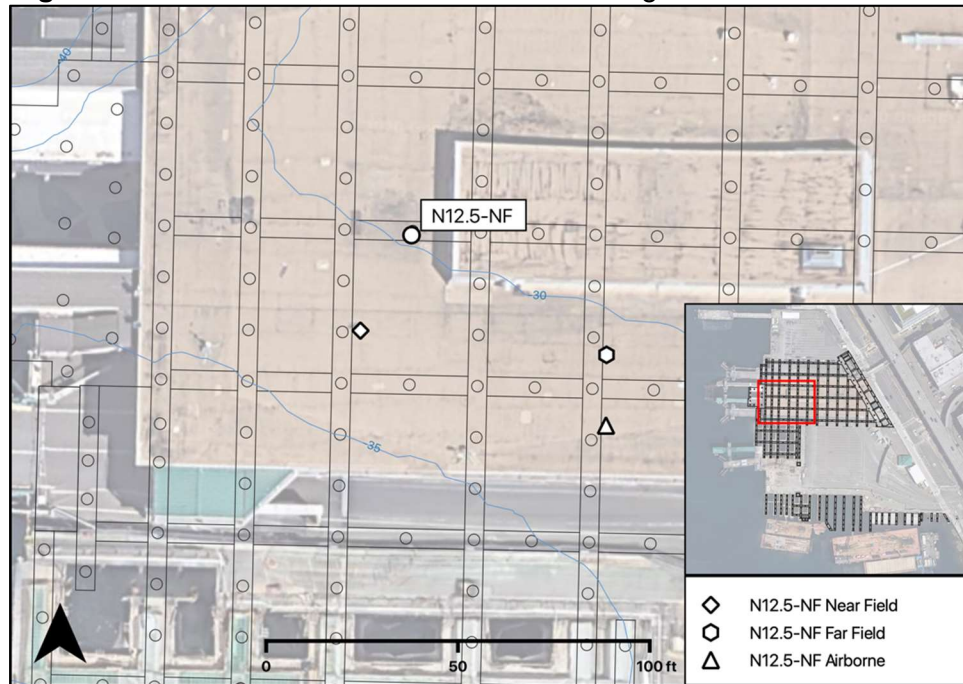 40
N12.5-NF
-30
-35
0
50
100 ft
N12.5-NF Near Field
N12.5-NF Far Field
N12.5-NF Airborne